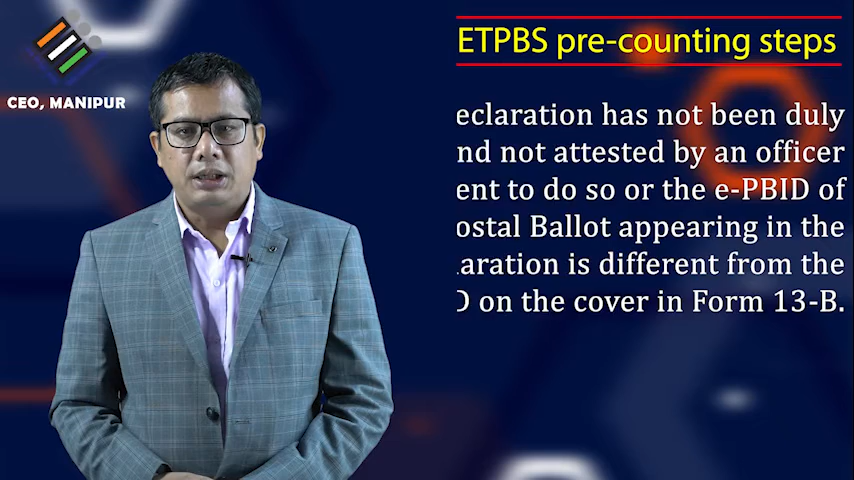 CEO, MANIPUR
ETPBS pre-counting steps
eclaration has not been duly
nd not attested by an officer
ent to do so or the e-PBID of
ostal Ballot appearing in the
laration is different from the
D on the cover in Form 13-B.